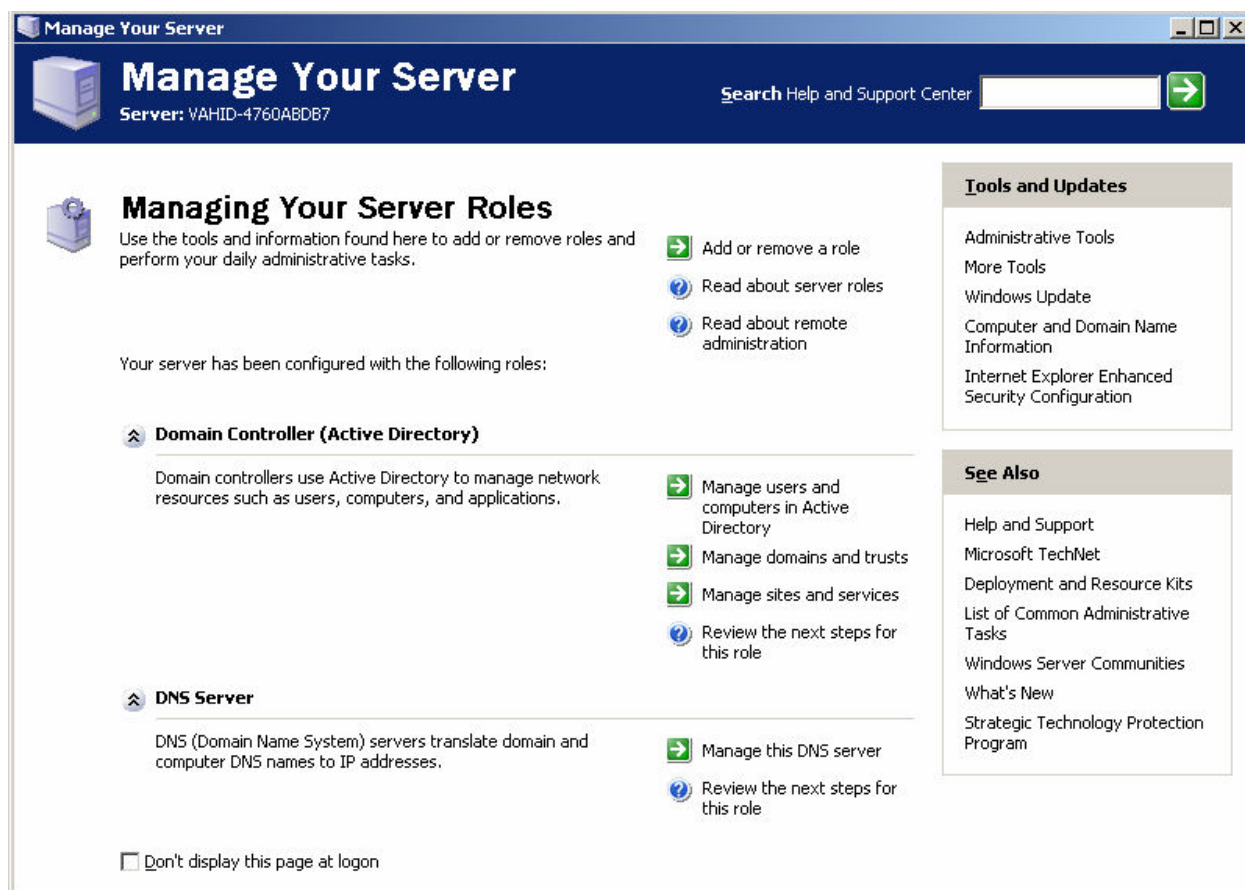 Manage Your Server
Manage Your Server
Server: VAHID-4760ABDB7
Search Help and Support Center
Managing Your Server Roles
Use the tools and information found here to add or remove roles and
perform your daily administrative tasks.
Add or remove a role
Read about server roles
Read about remote
administration
Your server has been configured with the following roles:
Domain Controller (Active Directory)
Domain controllers use Active Directory to manage network
resources such as users, computers, and applications.
Manage users and
computers in Active
Directory
Manage domains and trusts
Manage sites and services
Review the next steps for
this role
DNS Server
DNS (Domain Name System) servers translate domain and
computer DNS names to IP addresses.
Manage this DNS server
Review the next steps for
this role
Don't display this page at logon
Tools and Updates
Administrative Tools
More Tools
Windows Update
Computer and Domain Name
Information
Internet Explorer Enhanced
Security Configuration
See Also
Help and Support
Microsoft TechNet
Deployment and Resource Kits
List of Common Administrative
Tasks
Windows Server Communities
What's New
Strategic Technology Protection
Program